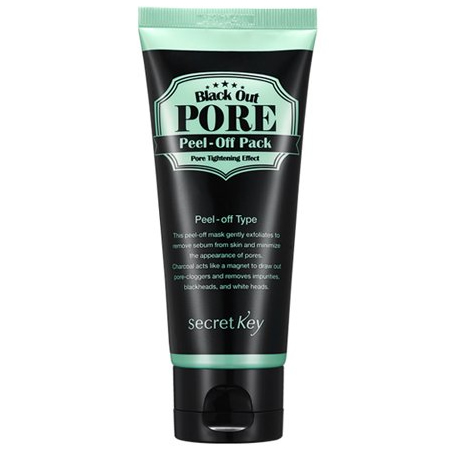 Black Out
PORE
Peel-Off Pack
Pore Tightening Effect
Peel-off Type
This peel-off mask gently exfoliates to
remove sebum from skin and minimize
the appearance of pores.
Charcoal acts like a magnet to draw out
pore-cloggers and removes impurities,
blackheads, and white heads.
secretKey